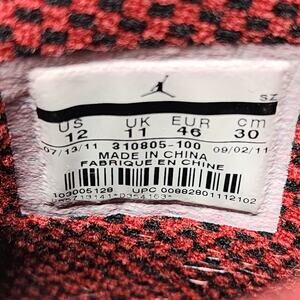 SZ
US UK EUR cm
12 11 46 30
07/13/11 310805-100 09/02/11
MADE IN CHINA
FABRIQUE EN CHINE
103005128 UPC 00882801112102